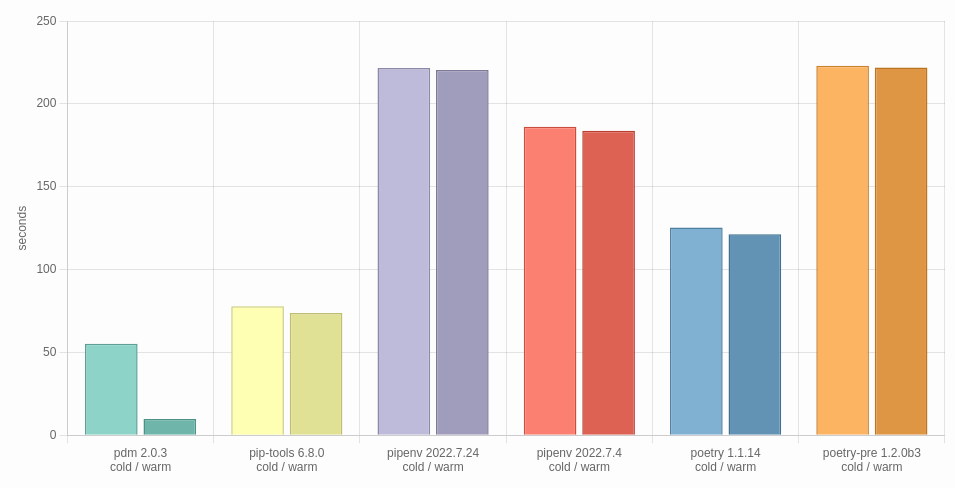 250
200
150
100
50
0
seconds
pdm 2.0.3
cold / warm
pip-tools 6.8.0
cold / warm
pipenv 2022.7.24
cold / warm
pipenv 2022.7.4
cold / warm
poetry 1.1.14
cold / warm
poetry-pre 1.2.0b3
cold / warm